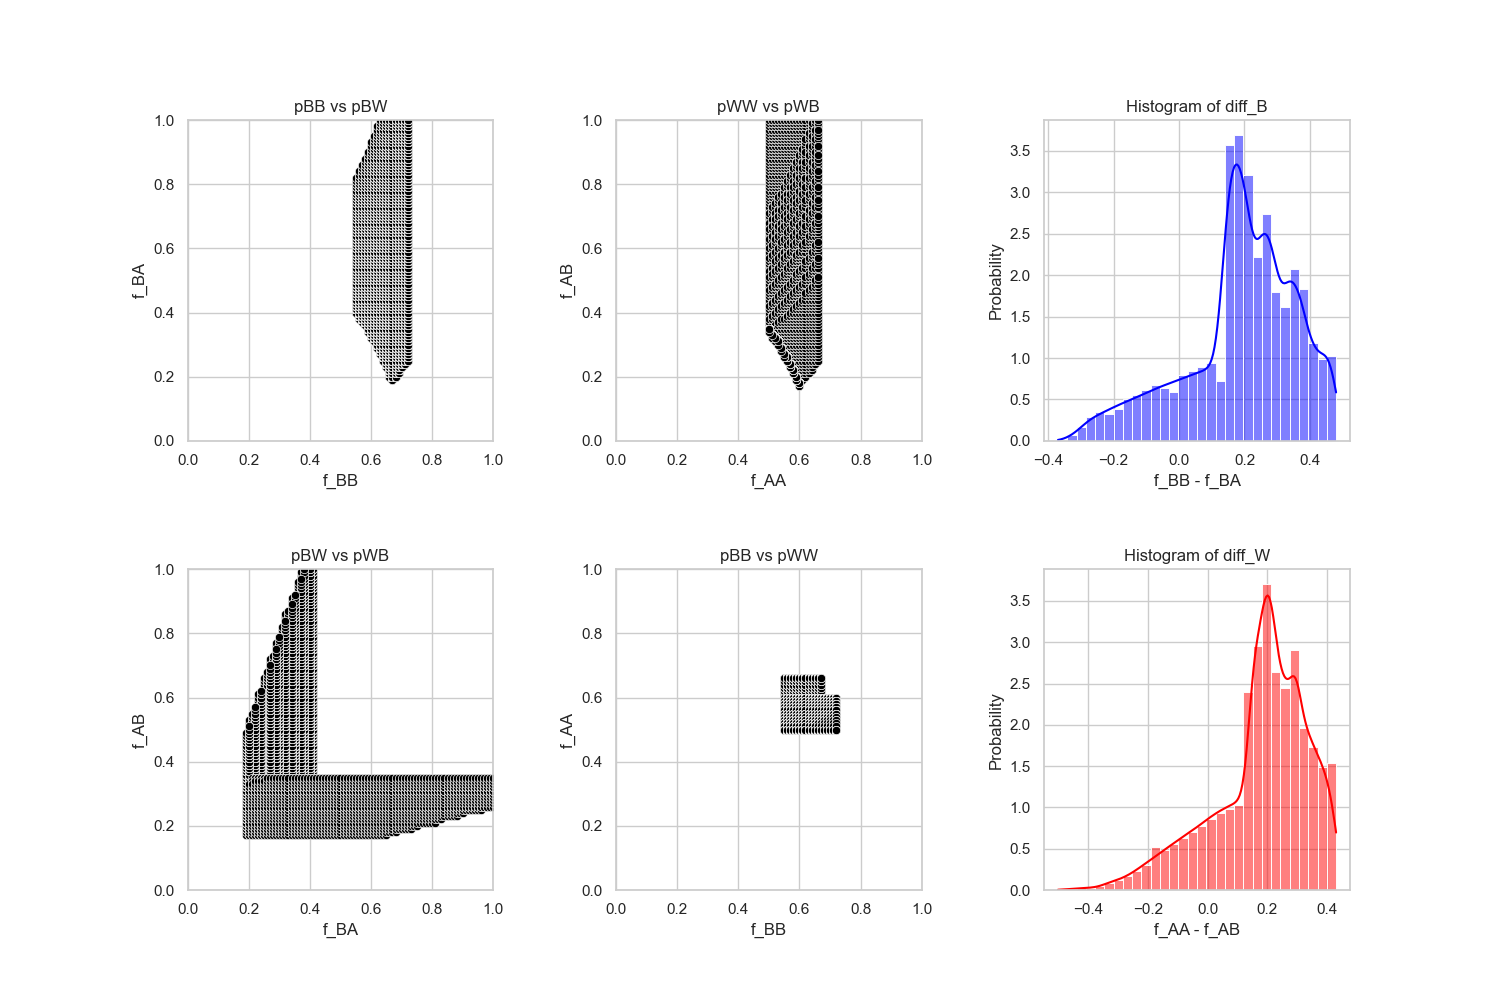 pBB vs pBW
pWW vs pWB
Histogram of diff_B
1.0
0.8
0.6
0.4
0.2
0.0
f_BA
0.0 0.2 0.4 0.6 0.8 1.0
f_BB
1.0
0.8
0.6
0.4
0.2
0.0
f_AB
0.0 0.2 0.4 0.6 0.8 1.0
f_AA
3.5
3.0
2.5
2.0
1.5
1.0
0.5
0.0
Probability
−0.4 −0.2 0.0 0.2 0.4
f_BB - f_BA
pBW vs pWB
pBB vs pWW
Histogram of diff_W
1.0
0.8
0.6
0.4
0.2
0.0
f_AB
0.0 0.2 0.4 0.6 0.8 1.0
f_BA
1.0
0.8
0.6
0.4
0.2
0.0
f_AA
0.0 0.2 0.4 0.6 0.8 1.0
f_BB
3.5
3.0
2.5
2.0
1.5
1.0
0.5
0.0
Probability
−0.4 −0.2 0.0 0.2 0.4
f_AA - f_AB